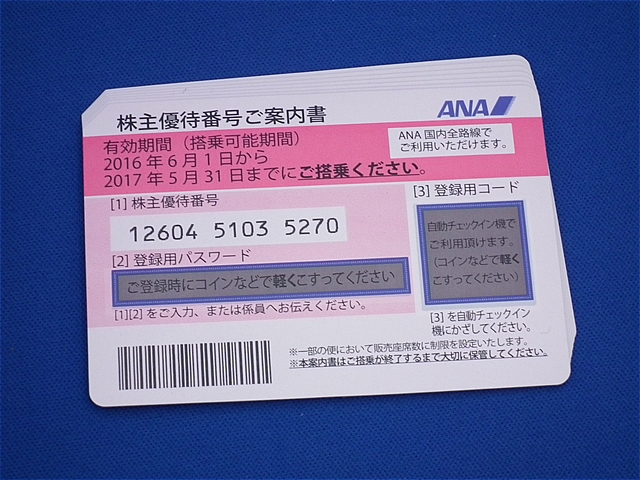 株主優待番号ご案内書
ANA
有効期間（搭乗可能期間）
2016年6月1日から
2017年5月31日までにご搭乗ください。
ANA国内全路線で
ご利用いただけます。
[1] 株主優待番号
12604 5103 5270
[2] 登録用パスワード
ご登録時にコインなどで軽くこすってください
[1][2] をご入力、または係員へお伝えください。
[3] 登録用コード
自動チェックイン機で
ご利用頂けます。
（コインなどで軽く
こすってください）
[3] を自動チェックイン
機にかざしてください。
※一部の便において販売座席数に制限を設定いたします。
※本案内書はご搭乗が終了するまで大切に保管してください。